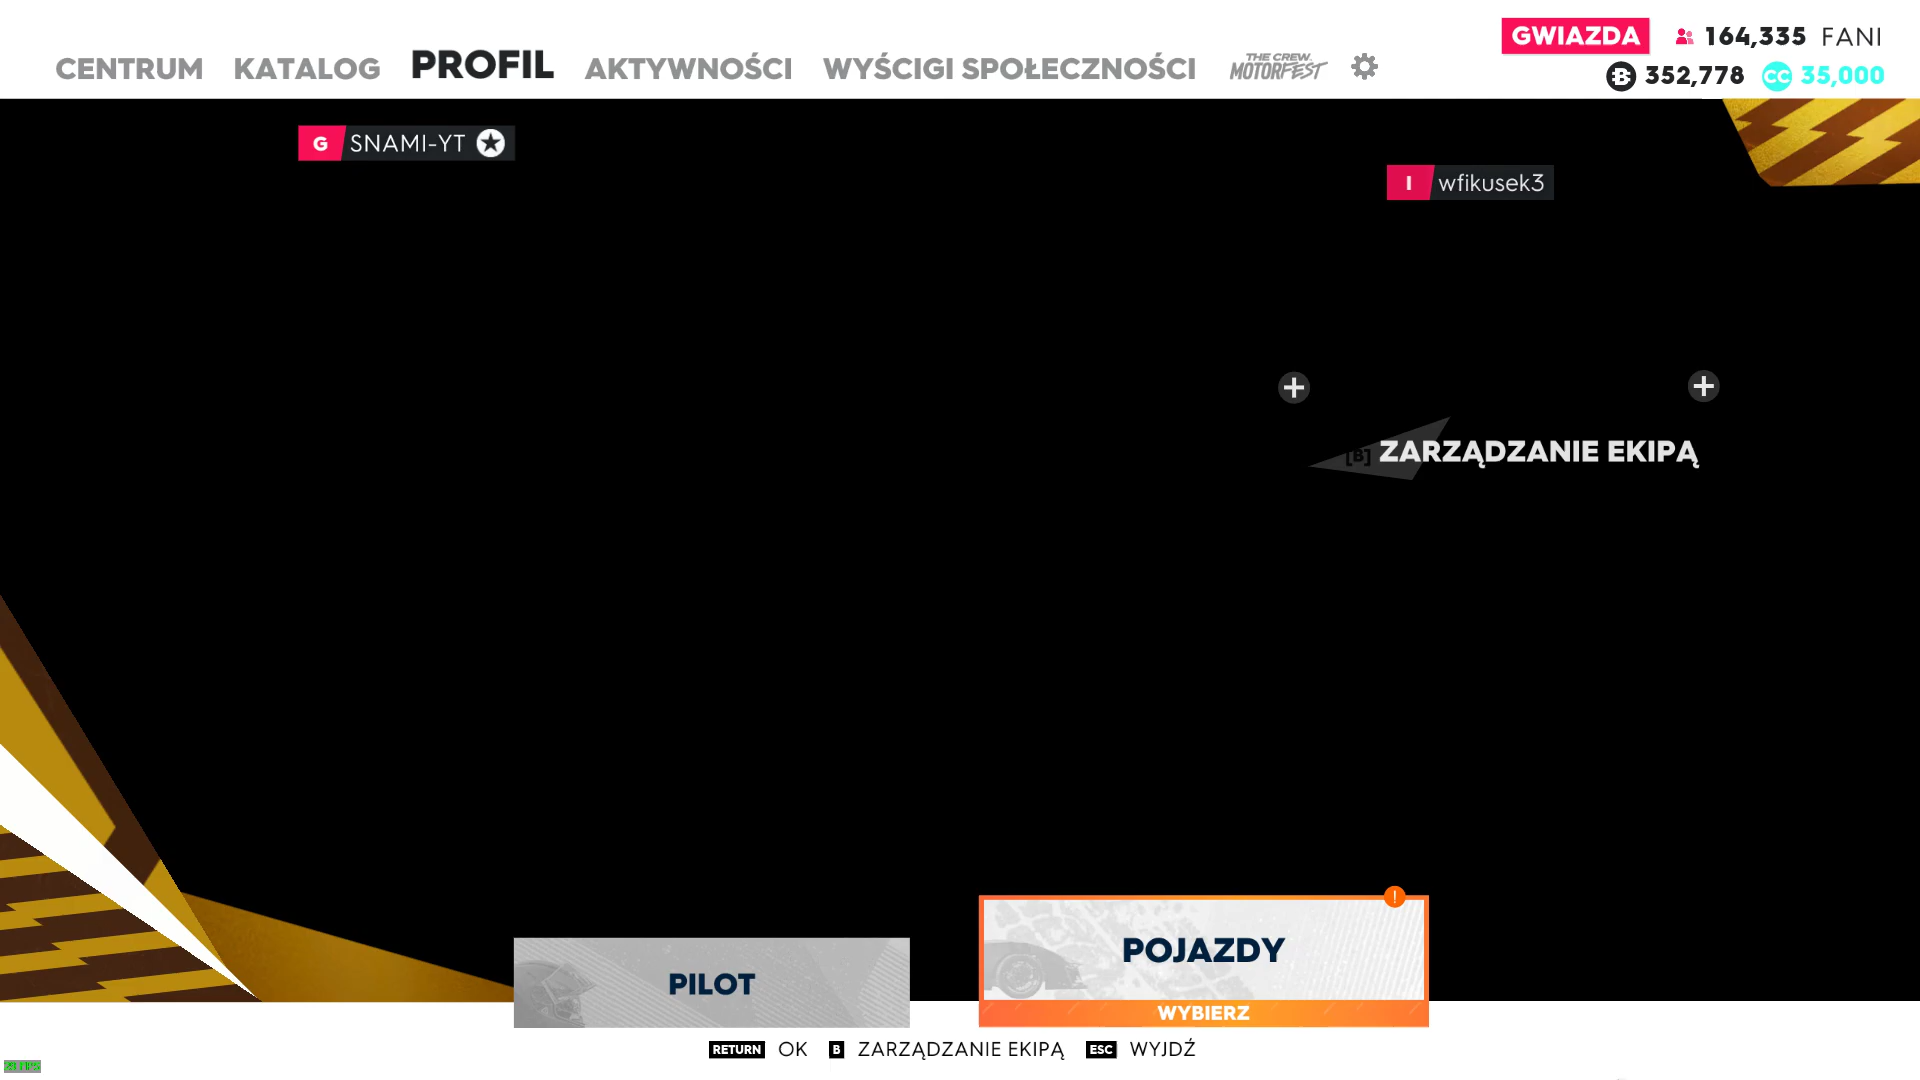 CENTRUM KATALOG PROFIL AKTYWNOŚCI WYŚCIGI SPOŁECZNOŚCI THE CREW MOTORFEST
GWIAZDA 164,335 FANI
352,778 CC 35,000
G SNAMI-YT
I wfikusek3
[B] ZARZĄDZANIE EKIPĄ
PILOT
POJAZDY
WYBIERZ
RETURN OK B ZARZĄDZANIE EKIPĄ ESC WYJDŹ